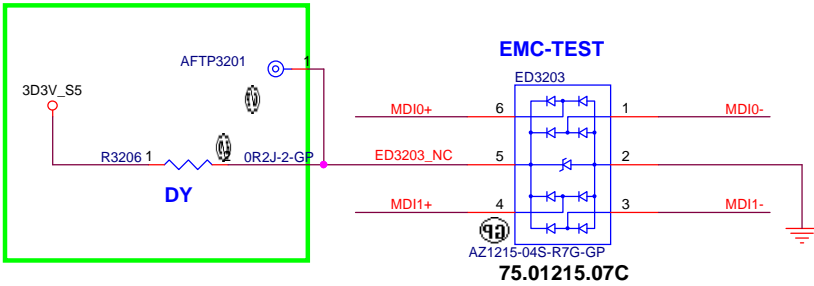 EMC-TEST
AFTP3201
1
ED3203
3D3V_S5
MDI0+
6
1
MDI0-
R3206
1
2
0R2J-2-GP
ED3203_NC
5
2
DY
MDI1+
4
3
MDI1-
GP
AZ1215-04S-R7G-GP
75.01215.07C